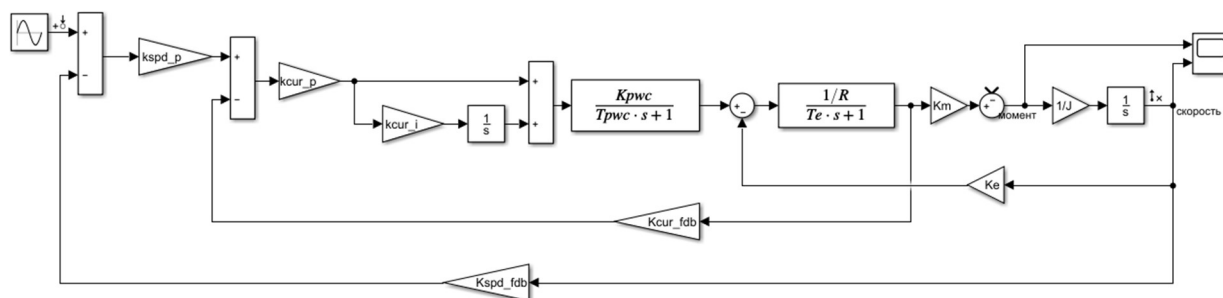 kspd_p
kcur_p
kcur_i
1
s
Kpwc
Tpwc · s + 1
1/R
Te · s + 1
Km
момент
1/J
1
s
скорость
Ke
Kcur_fdb
Kspd_fdb